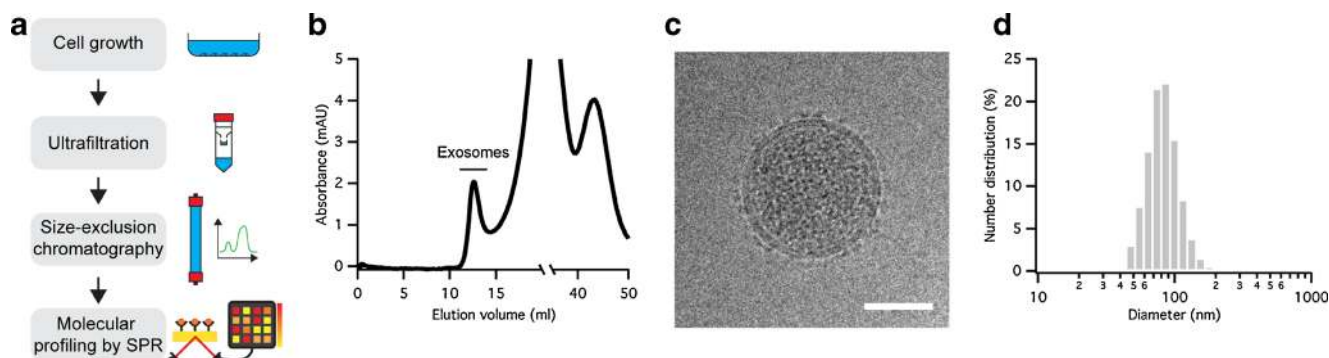 a
Cell growth
Ultrafiltration
Size-exclusion
chromatography
Molecular
profiling by SPR
b
Absorbance (mAU)
5
4
3
2
1
0
Exosomes
0 5 10 15 40 50
Elution volume (ml)
c
d
Number distribution (%)
25
20
15
10
5
0
10 2 3 4 5 6 100 2 3 4 5 6 1000
Diameter (nm)